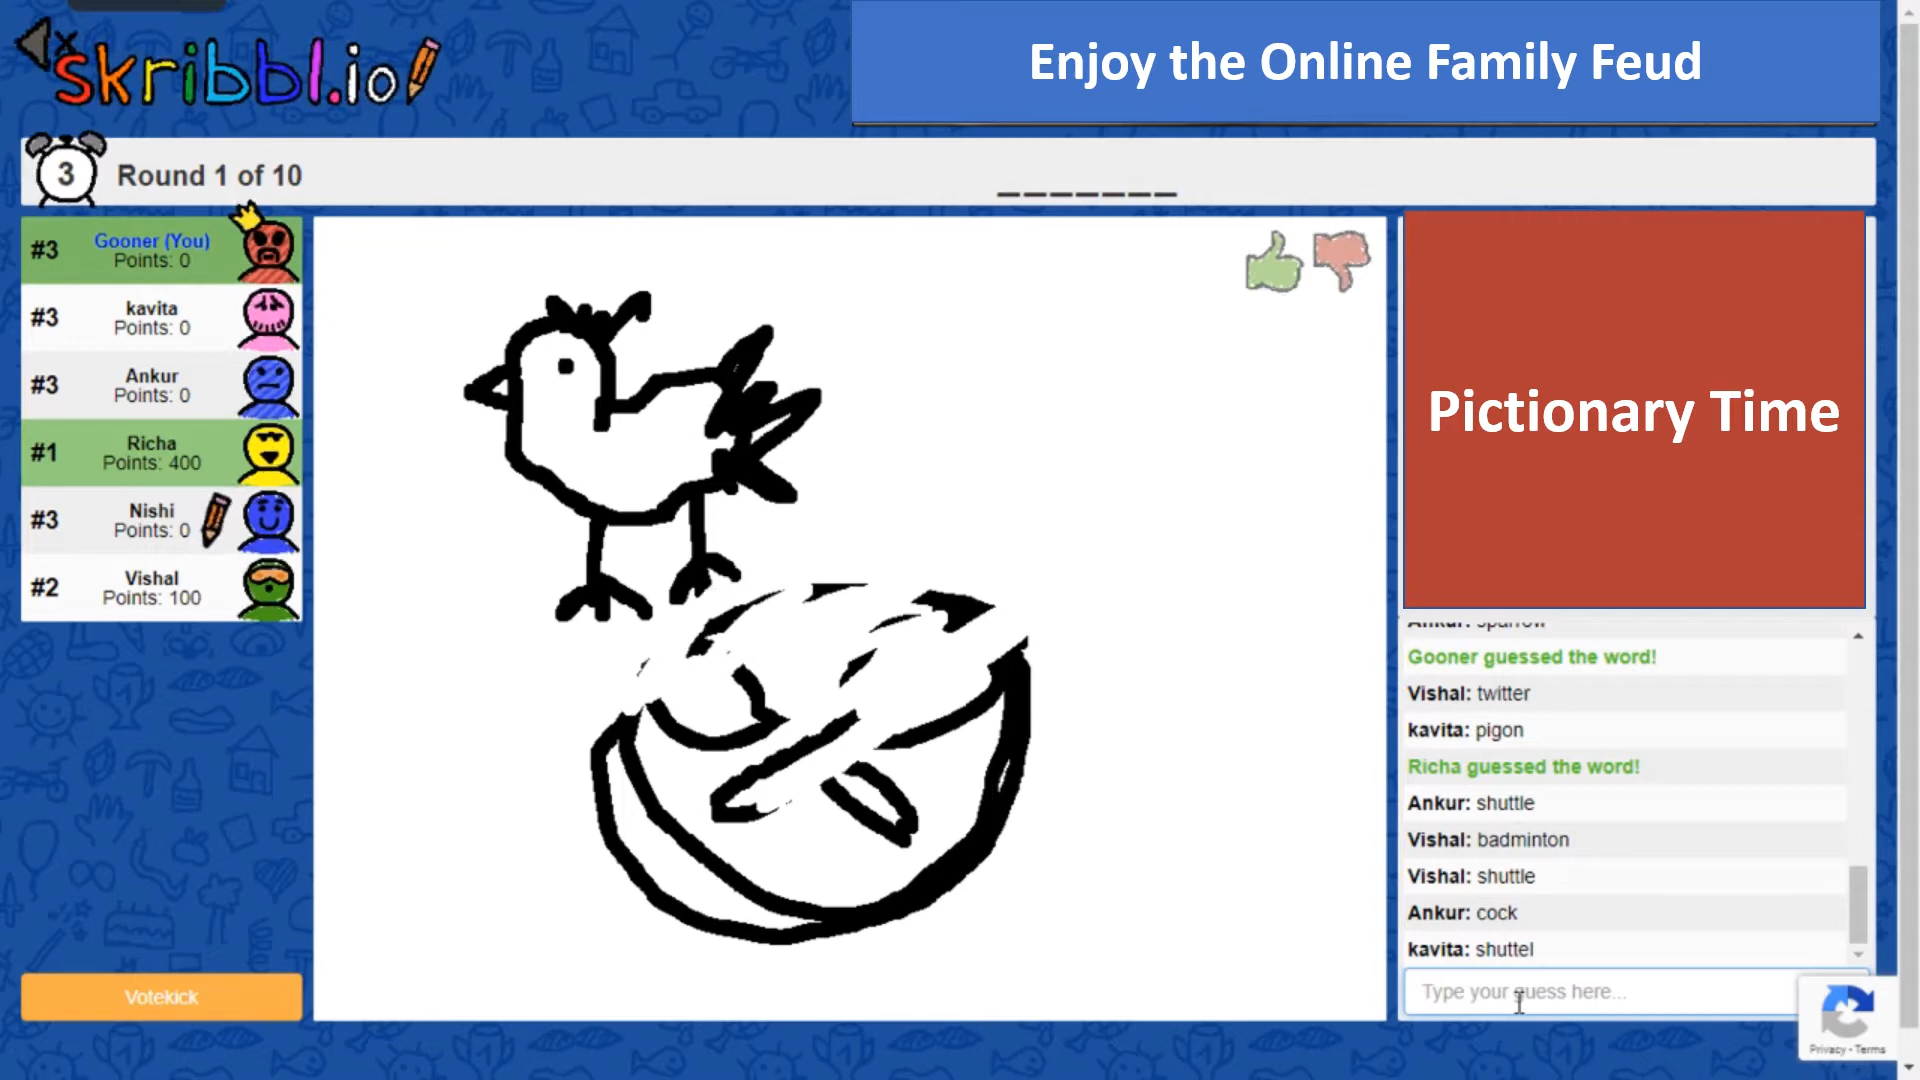 skribbl.io
Enjoy the Online Family Feud
3
Round 1 of 10
_______
#3
Gooner (You)
Points: 0
#3
kavita
Points: 0
#3
Ankur
Points: 0
#1
Richa
Points: 400
#3
Nishi
Points: 0
#2
Vishal
Points: 100
Votekick
Pictionary Time
Ankur: sparrow
Gooner guessed the word!
Vishal: twitter
kavita: pigon
Richa guessed the word!
Ankur: shuttle
Vishal: badminton
Vishal: shuttle
Ankur: cock
kavita: shuttel
Type your guess here...
Privacy - Terms